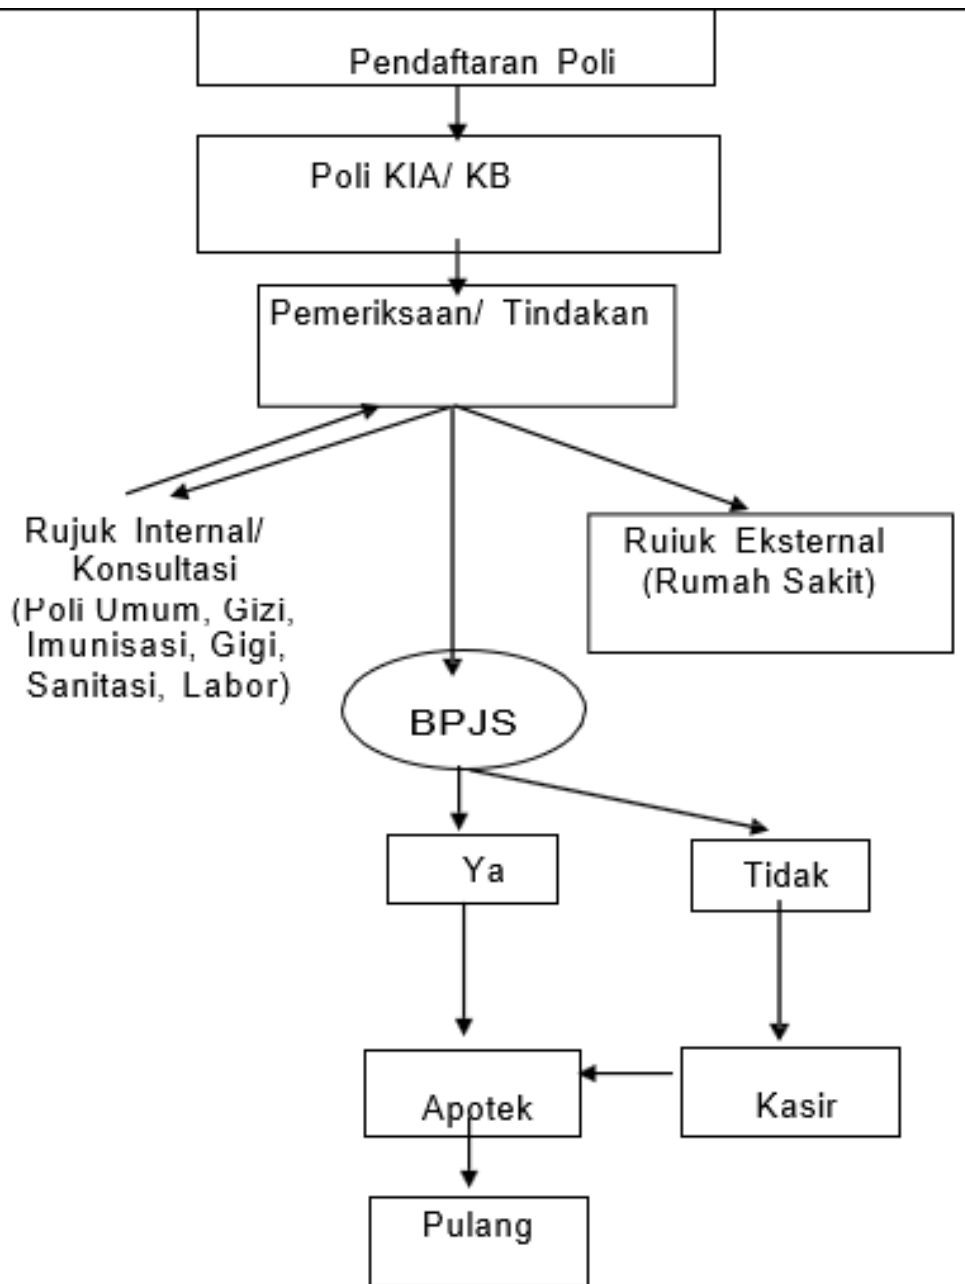 Pendaftaran Poli
Poli KIA/ KB
Pemeriksaan/ Tindakan
Rujuk Internal/
Konsultasi
(Poli Umum, Gizi,
Imunisasi, Gigi,
Sanitasi, Labor)
Rujuk Eksternal
(Rumah Sakit)
BPJS
Ya
Tidak
Apotek
Kasir
Pulang